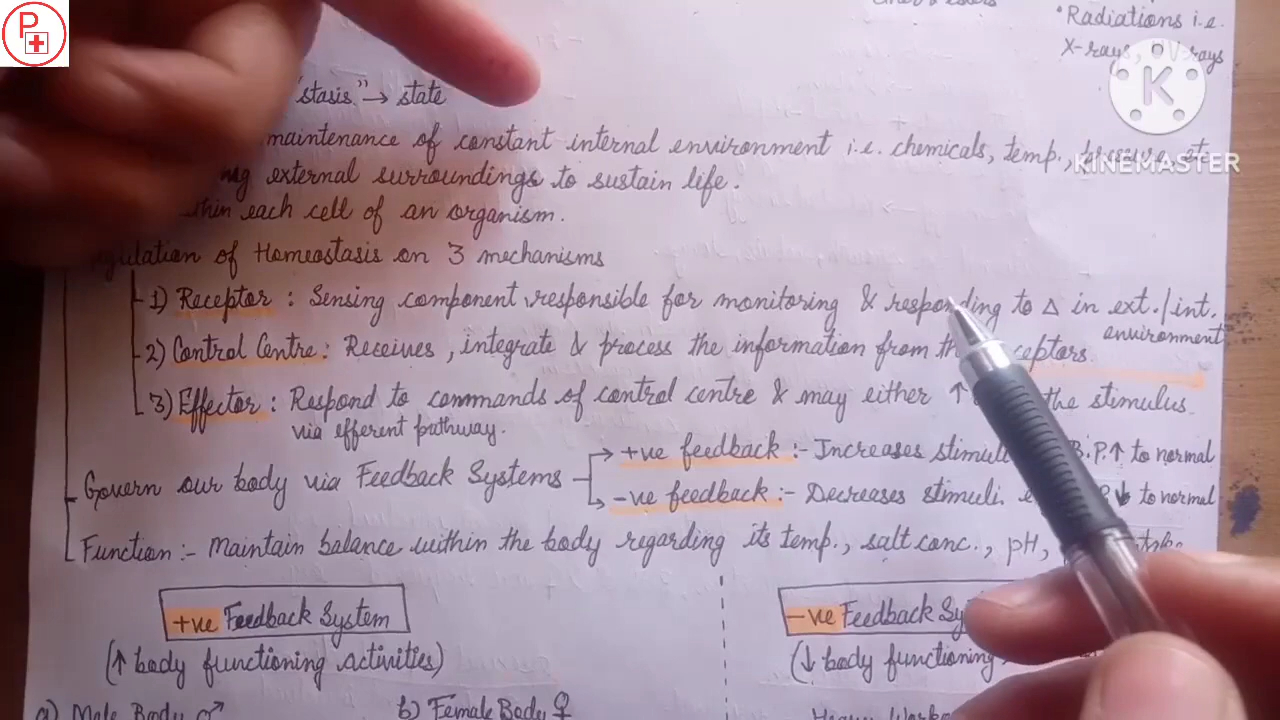 P
Radiations i.e.
X-rays,
K
KINEMASTER
"stasis" → state
maintenance of constant internal environment i.e. chemicals, temp., pressure
external surroundings to sustain life.
each cell of an organism.
of Homeostasis on 3 mechanisms
1) Receptor : Sensing component responsible for monitoring & responding to Δ in ext./int.
environment
2) Control Centre : Receives, integrate & process the information from
3) Effector : Respond to commands of control centre & may either ↑ the stimulus
via efferent pathway.
Govern our body via Feedback Systems
+ve feedback :- Increases B.P. ↑ to normal
-ve feedback :- Decreases stimuli. ↓ to normal
Function :- Maintain balance within the body regarding its temp., salt conc., pH,
+ve Feedback System
(↑ body functioning activities)
-ve Feedback
(↓ body functioning
a) Male Body ♂
b) Female Body ♀
Heavy